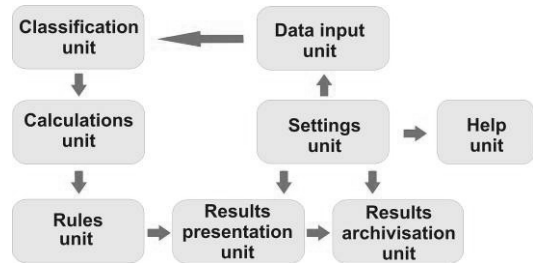 Classification
unit
Data input
unit
Calculations
unit
Settings
unit
Help
unit
Rules
unit
Results
presentation
unit
Results
archivisation
unit